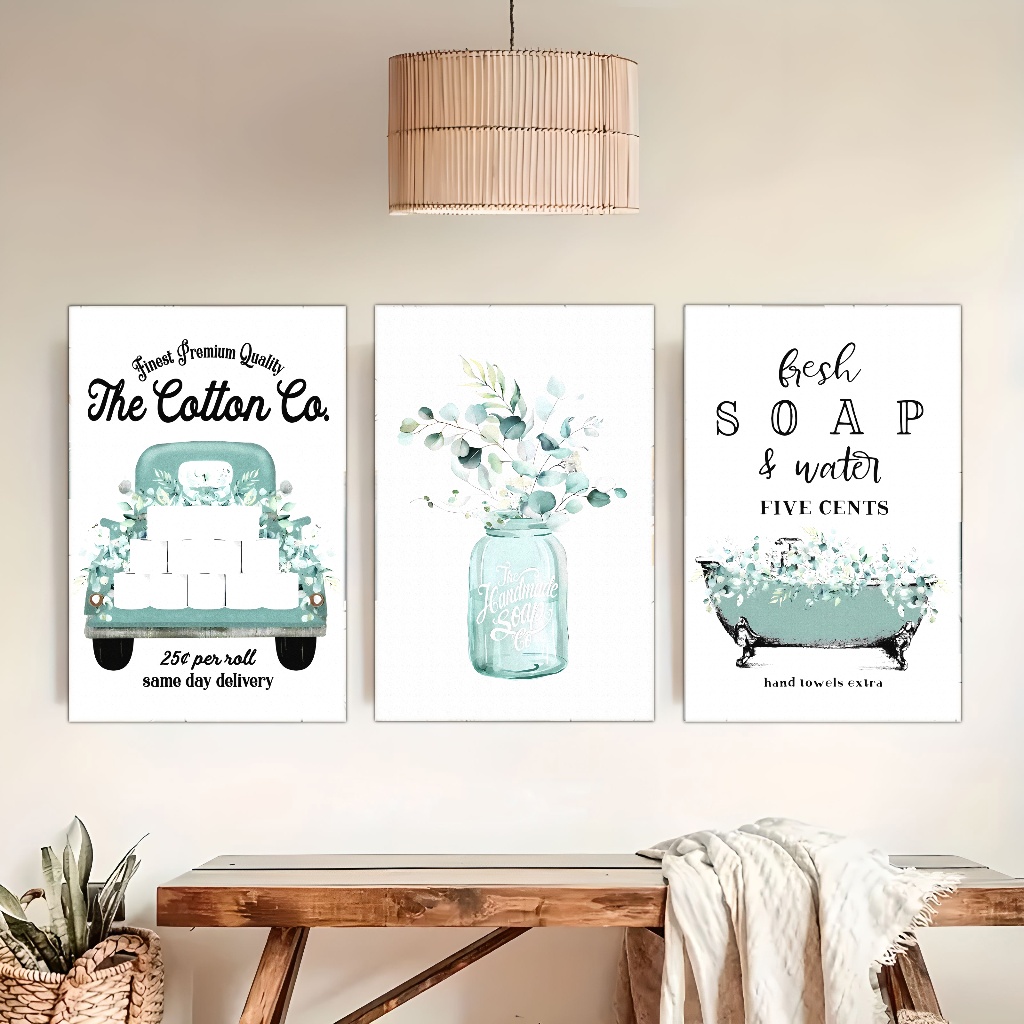 Finest Premium Quality
The Cotton Co.
25¢ per roll
same day delivery
The
Handmade
Soap
Co.
fresh
SOAP
& water
FIVE CENTS
hand towels extra